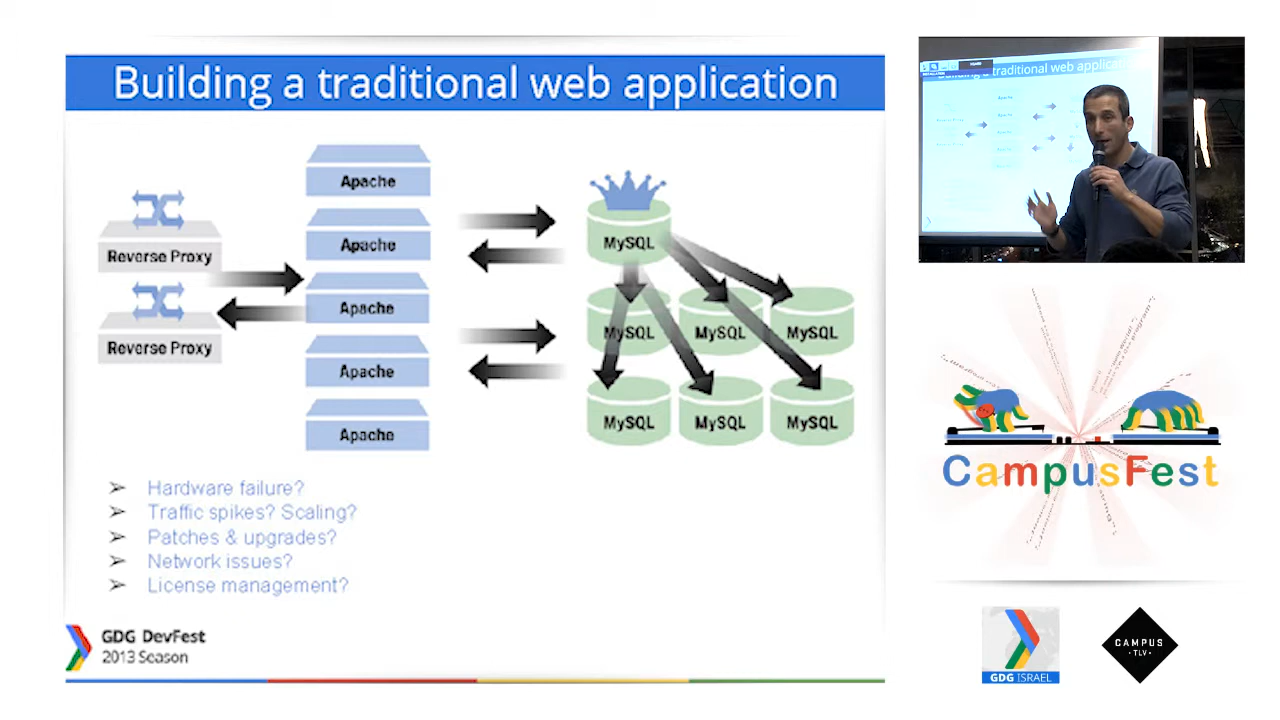 Building a traditional web application
Reverse Proxy
Reverse Proxy
Apache
Apache
Apache
Apache
Apache
MySQL
MySQL
MySQL
MySQL
MySQL
MySQL
MySQL
Hardware failure?
Traffic spikes? Scaling?
Patches & upgrades?
Network issues?
License management?
GDG DevFest
2013 Season
traditional web applicati
CampusFest
GDG ISRAEL
CAMPUS
TLV